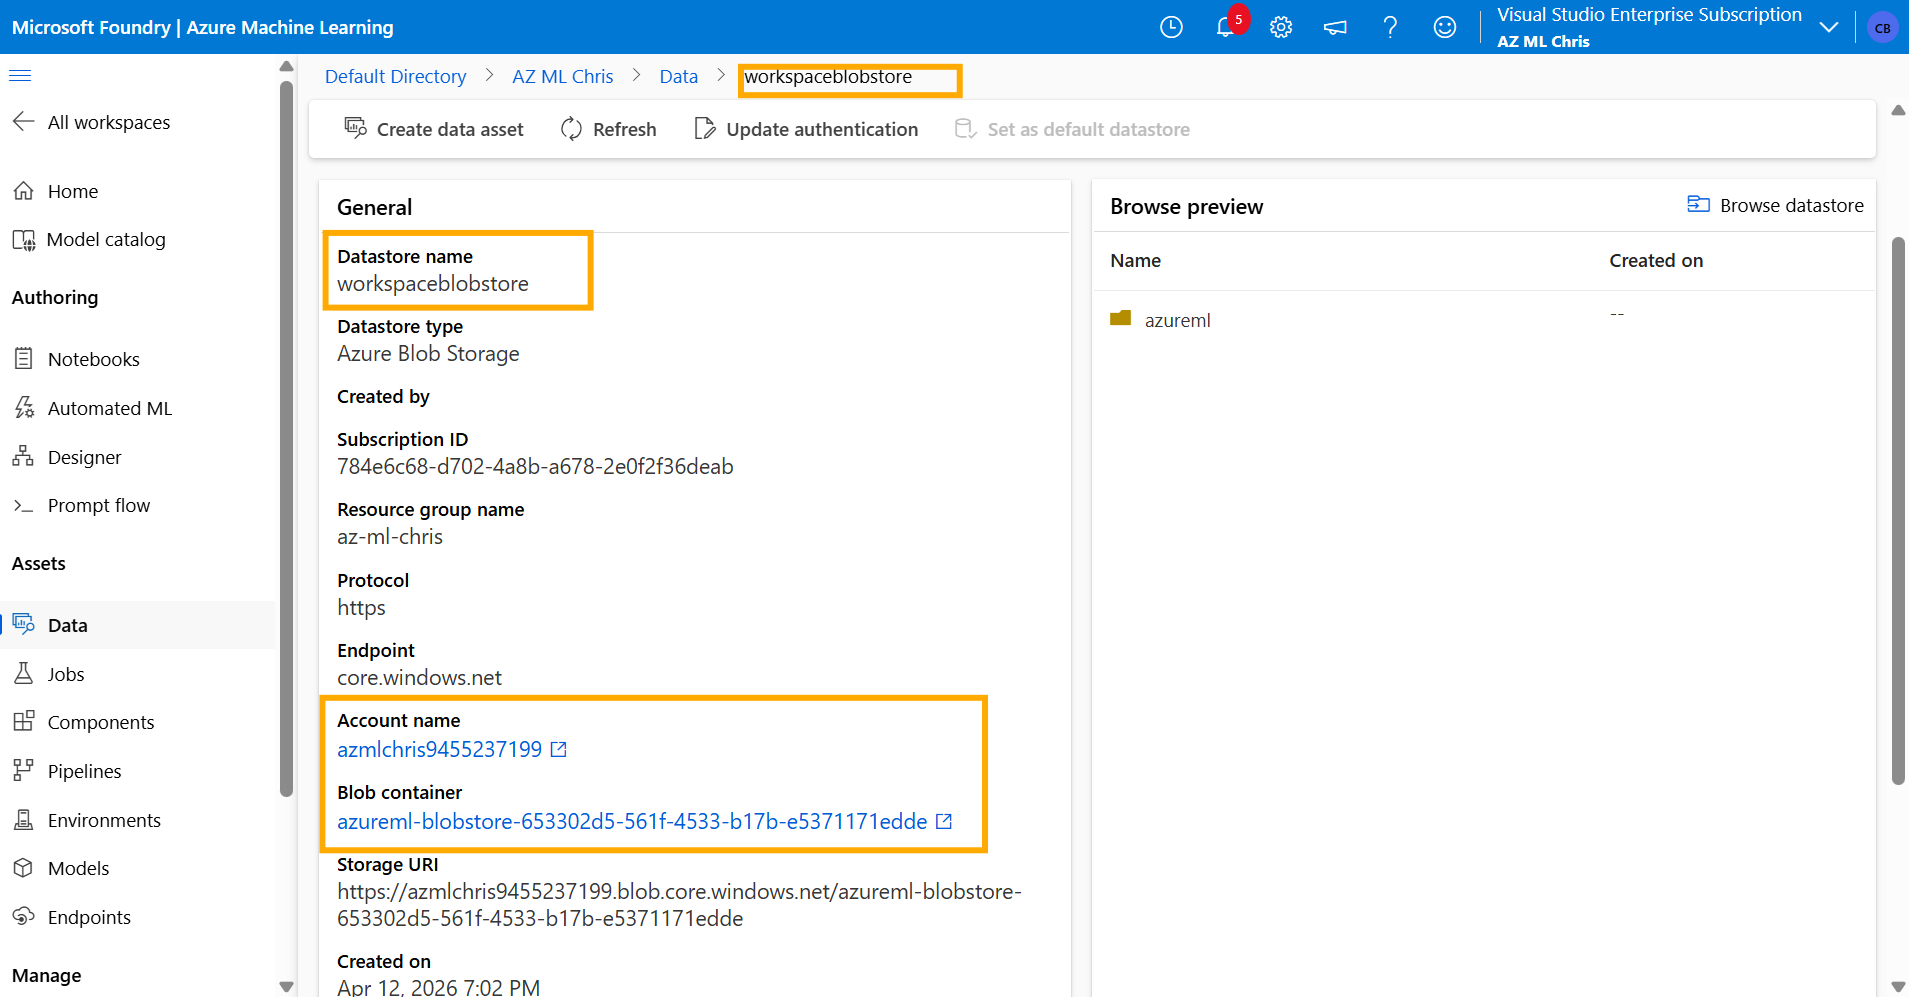 Microsoft Foundry | Azure Machine Learning
5
Visual Studio Enterprise Subscription
AZ ML Chris
CB
All workspaces
Home
Model catalog
Authoring
Notebooks
Automated ML
Designer
Prompt flow
Assets
Data
Jobs
Components
Pipelines
Environments
Models
Endpoints
Manage
Default Directory > AZ ML Chris > Data > workspaceblobstore
Create data asset
Refresh
Update authentication
Set as default datastore
General
Datastore name
workspaceblobstore
Datastore type
Azure Blob Storage
Created by
Subscription ID
784e6c68-d702-4a8b-a678-2e0f2f36deab
Resource group name
az-ml-chris
Protocol
https
Endpoint
core.windows.net
Account name
azmlchris9455237199
Blob container
azureml-blobstore-653302d5-561f-4533-b17b-e5371171edde
Storage URI
https://azmlchris9455237199.blob.core.windows.net/azureml-blobstore-
653302d5-561f-4533-b17b-e5371171edde
Created on
Apr 12, 2026 7:02 PM
Browse preview
Browse datastore
Name
Created on
azureml
--